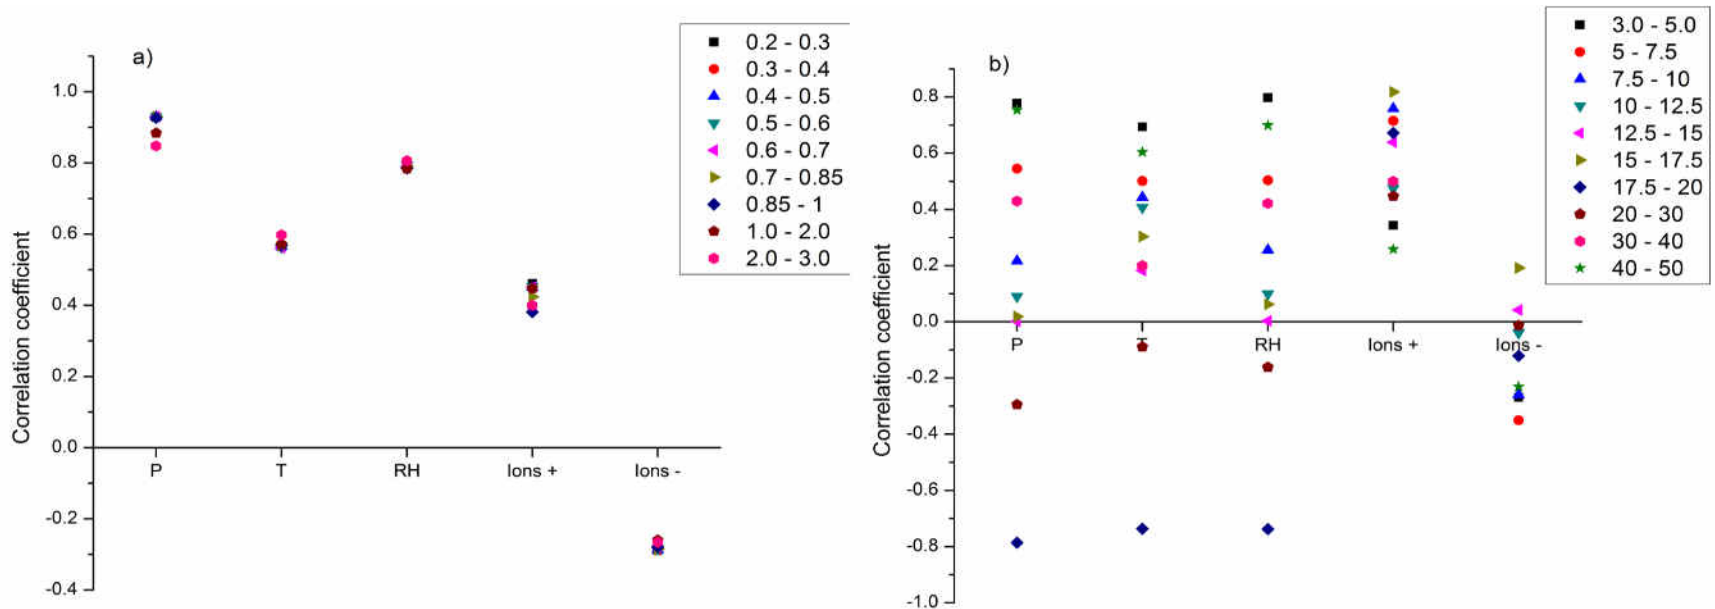 a)
0.2 - 0.3
0.3 - 0.4
0.4 - 0.5
0.5 - 0.6
0.6 - 0.7
0.7 - 0.85
0.85 - 1
1.0 - 2.0
2.0 - 3.0
Correlation coefficient
1.0
0.8
0.6
0.4
0.2
0.0
-0.2
-0.4
P T RH Ions + Ions -
b)
3.0 - 5.0
5 - 7.5
7.5 - 10
10 - 12.5
12.5 - 15
15 - 17.5
17.5 - 20
20 - 30
30 - 40
40 - 50
Correlation coefficient
0.8
0.6
0.4
0.2
0.0
-0.2
-0.4
-0.6
-0.8
-1.0
P T RH Ions + Ions -